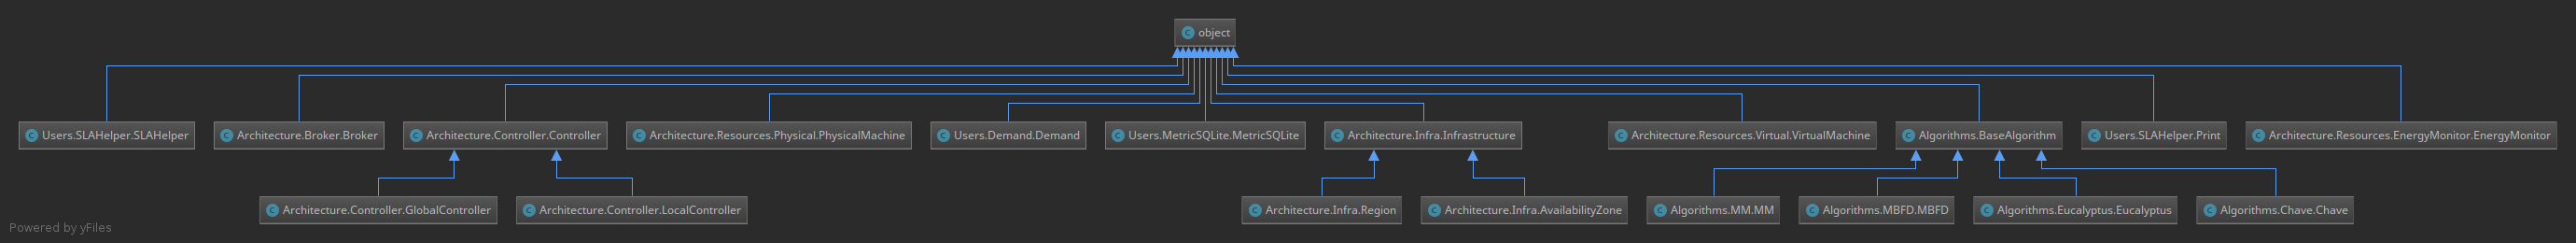 object
Users.SLAHelper.SLAHelper
Architecture.Broker.Broker
Architecture.Controller.Controller
Architecture.Resources.Physical.PhysicalMachine
Users.Demand.Demand
Users.MetricSQLite.MetricSQLite
Architecture.Infra.Infrastructure
Architecture.Resources.Virtual.VirtualMachine
Algorithms.BaseAlgorithm
Users.SLAHelper.Print
Architecture.Resources.EnergyMonitor.EnergyMonitor
Architecture.Controller.GlobalController
Architecture.Controller.LocalController
Architecture.Infra.Region
Architecture.Infra.AvailabilityZone
Algorithms.MM.MM
Algorithms.MBFD.MBFD
Algorithms.Eucalyptus.Eucalyptus
Algorithms.Chave.Chave
Powered by yFiles